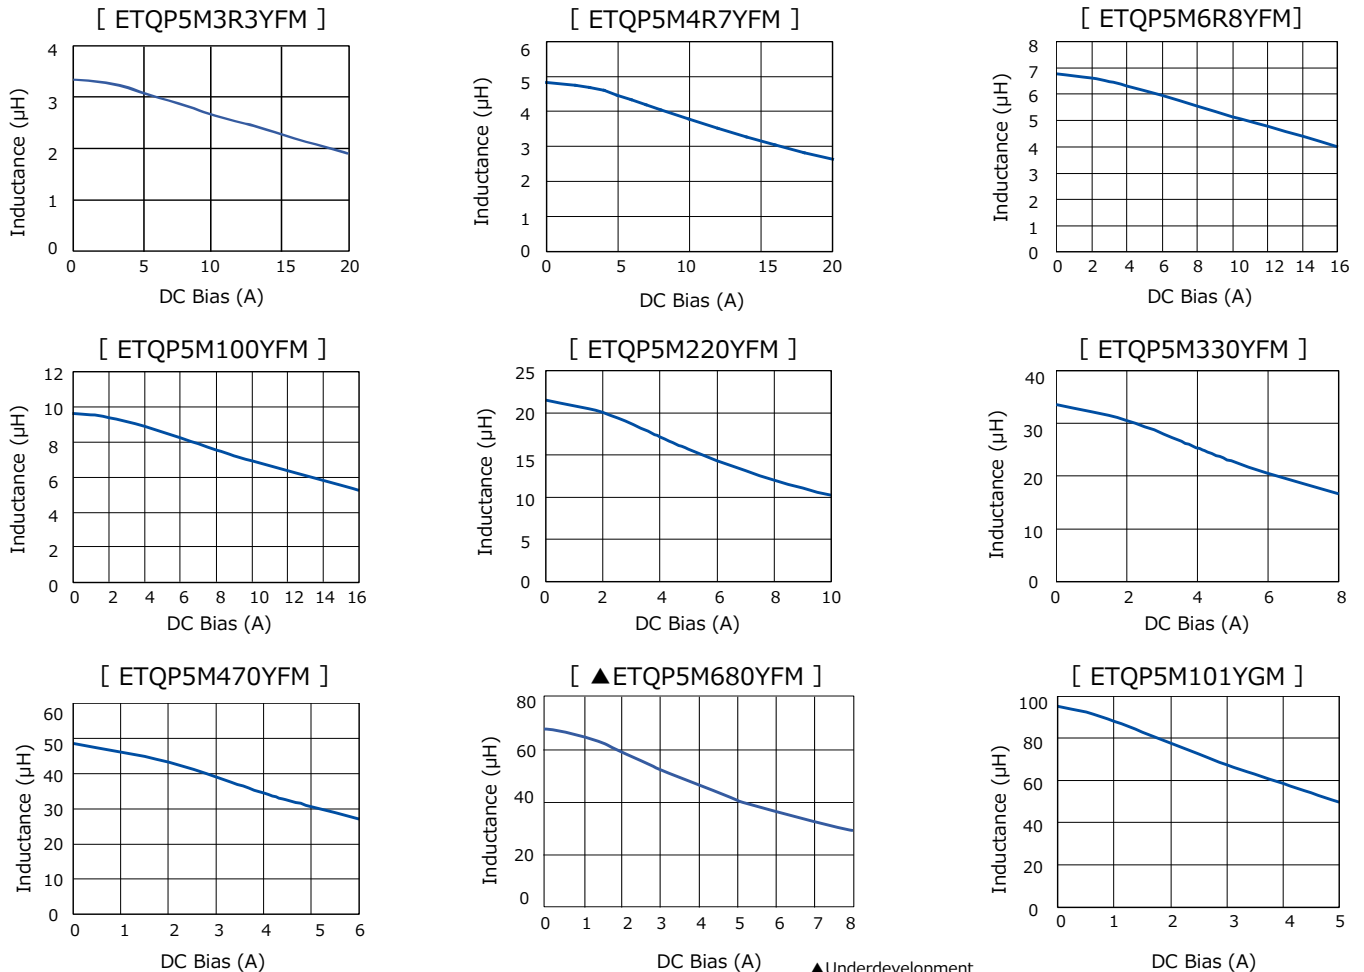 [ ETQP5M3R3YFM ]
4
3
2
1
0
0 5 10 15 20
Inductance (μH)
DC Bias (A)
[ ETQP5M4R7YFM ]
6
5
4
3
2
1
0
0 5 10 15 20
Inductance (μH)
DC Bias (A)
[ ETQP5M6R8YFM]
8
7
6
5
4
3
2
1
0
0 2 4 6 8 10 12 14 16
Inductance (μH)
DC Bias (A)
[ ETQP5M100YFM ]
12
10
8
6
4
2
0
0 2 4 6 8 10 12 14 16
Inductance (μH)
DC Bias (A)
[ ETQP5M220YFM ]
25
20
15
10
5
0
0 2 4 6 8 10
Inductance (μH)
DC Bias (A)
[ ETQP5M330YFM ]
40
30
20
10
0
0 2 4 6 8
Inductance (μH)
DC Bias (A)
[ ETQP5M470YFM ]
60
50
40
30
20
10
0
0 1 2 3 4 5 6
Inductance (μH)
DC Bias (A)
[ ▲ETQP5M680YFM ]
80
60
40
20
0
0 1 2 3 4 5 6 7 8
Inductance (μH)
DC Bias (A)
[ ETQP5M101YGM ]
100
80
60
40
20
0
0 1 2 3 4 5
Inductance (μH)
DC Bias (A)
▲Underdevelopment